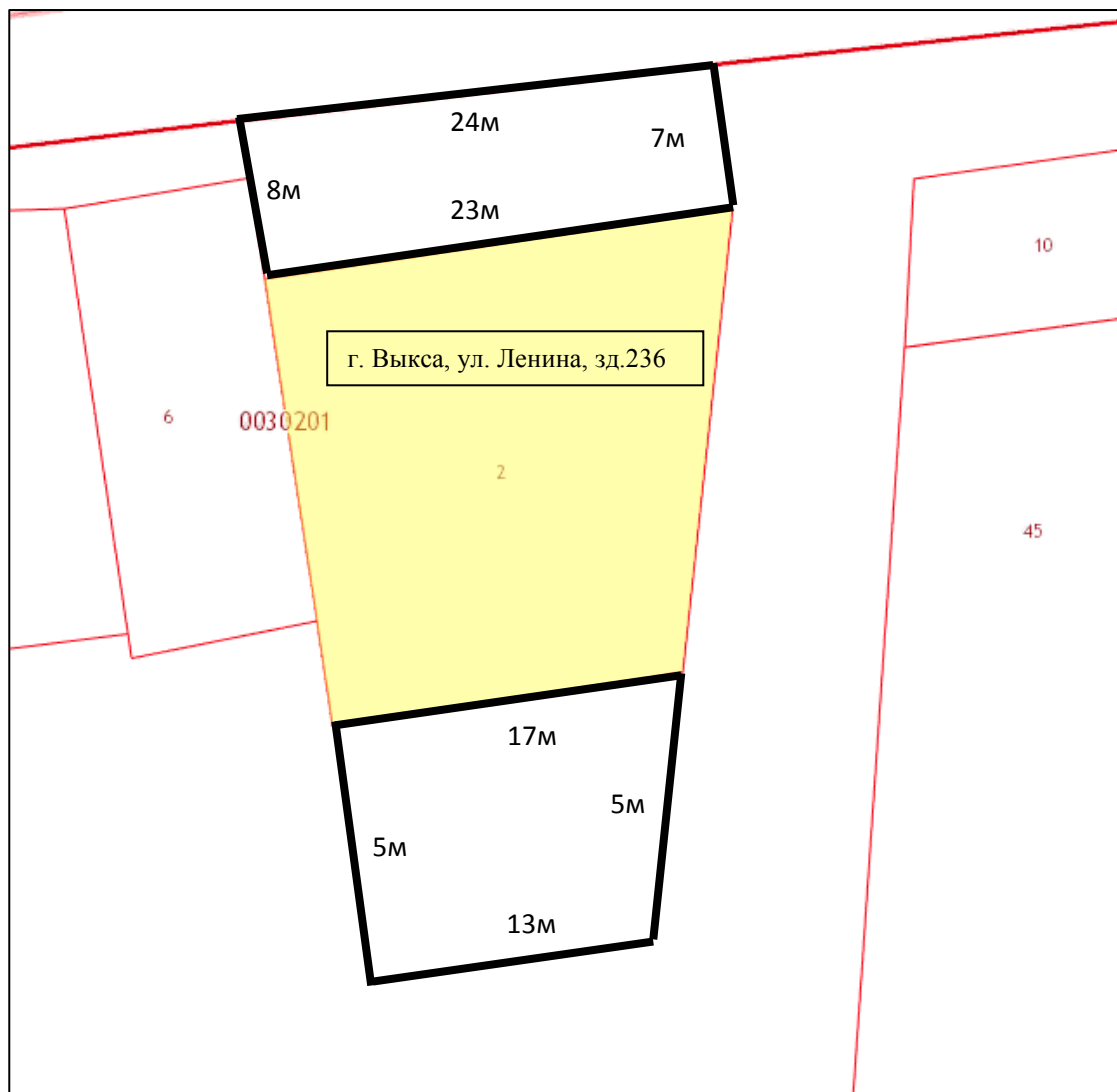 24м
7м
8м
23м
10
г. Выкса, ул. Ленина, зд.236
6
0030201
2
45
17м
5м
5м
13м